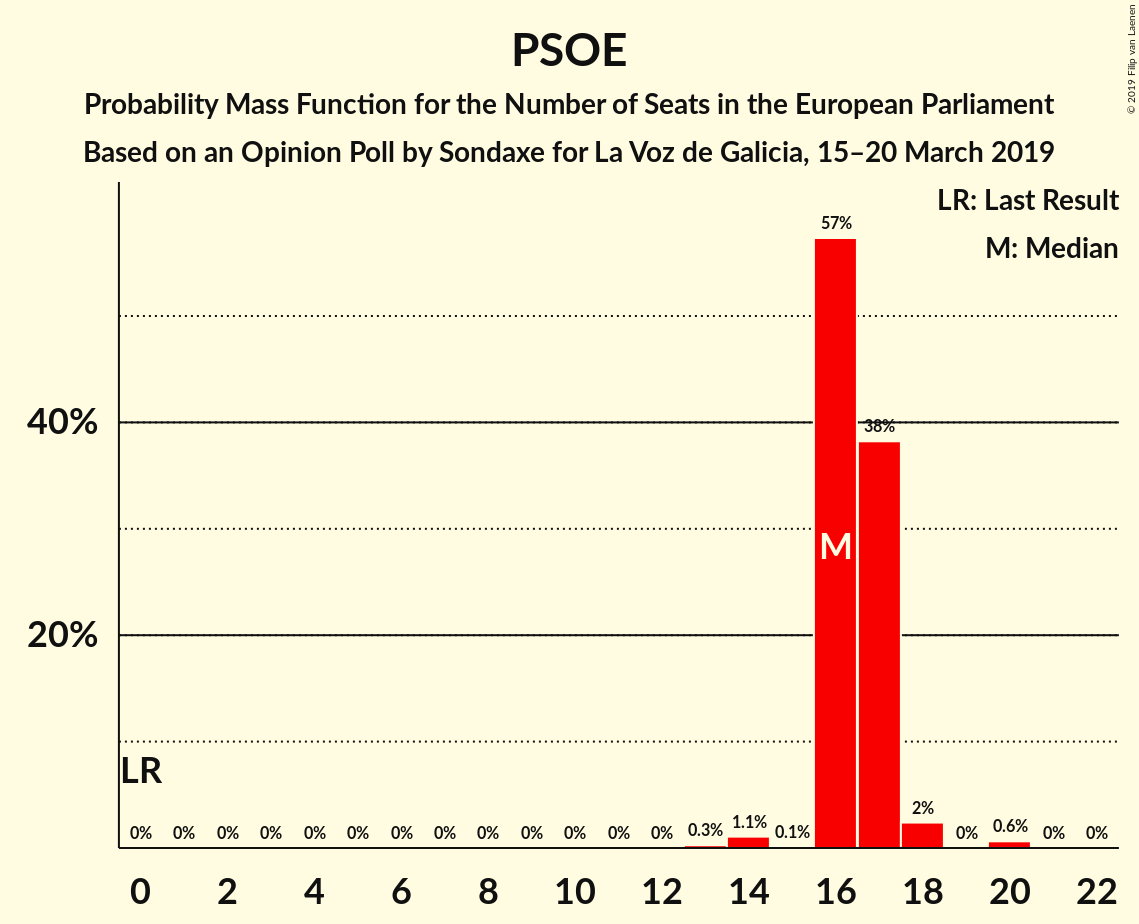 PSOE
Probability Mass Function for the Number of Seats in the European Parliament
Based on an Opinion Poll by Sondaxe for La Voz de Galicia, 15–20 March 2019
© 2019 Filip van Laenen
LR: Last Result
M: Median
57%
40%
38%
M
20%
LR
0% 0% 0% 0% 0% 0% 0% 0% 0% 0% 0% 0% 0% 0.3% 1.1% 0.1% 2% 0% 0.6% 0% 0%
0 2 4 6 8 10 12 14 16 18 20 22